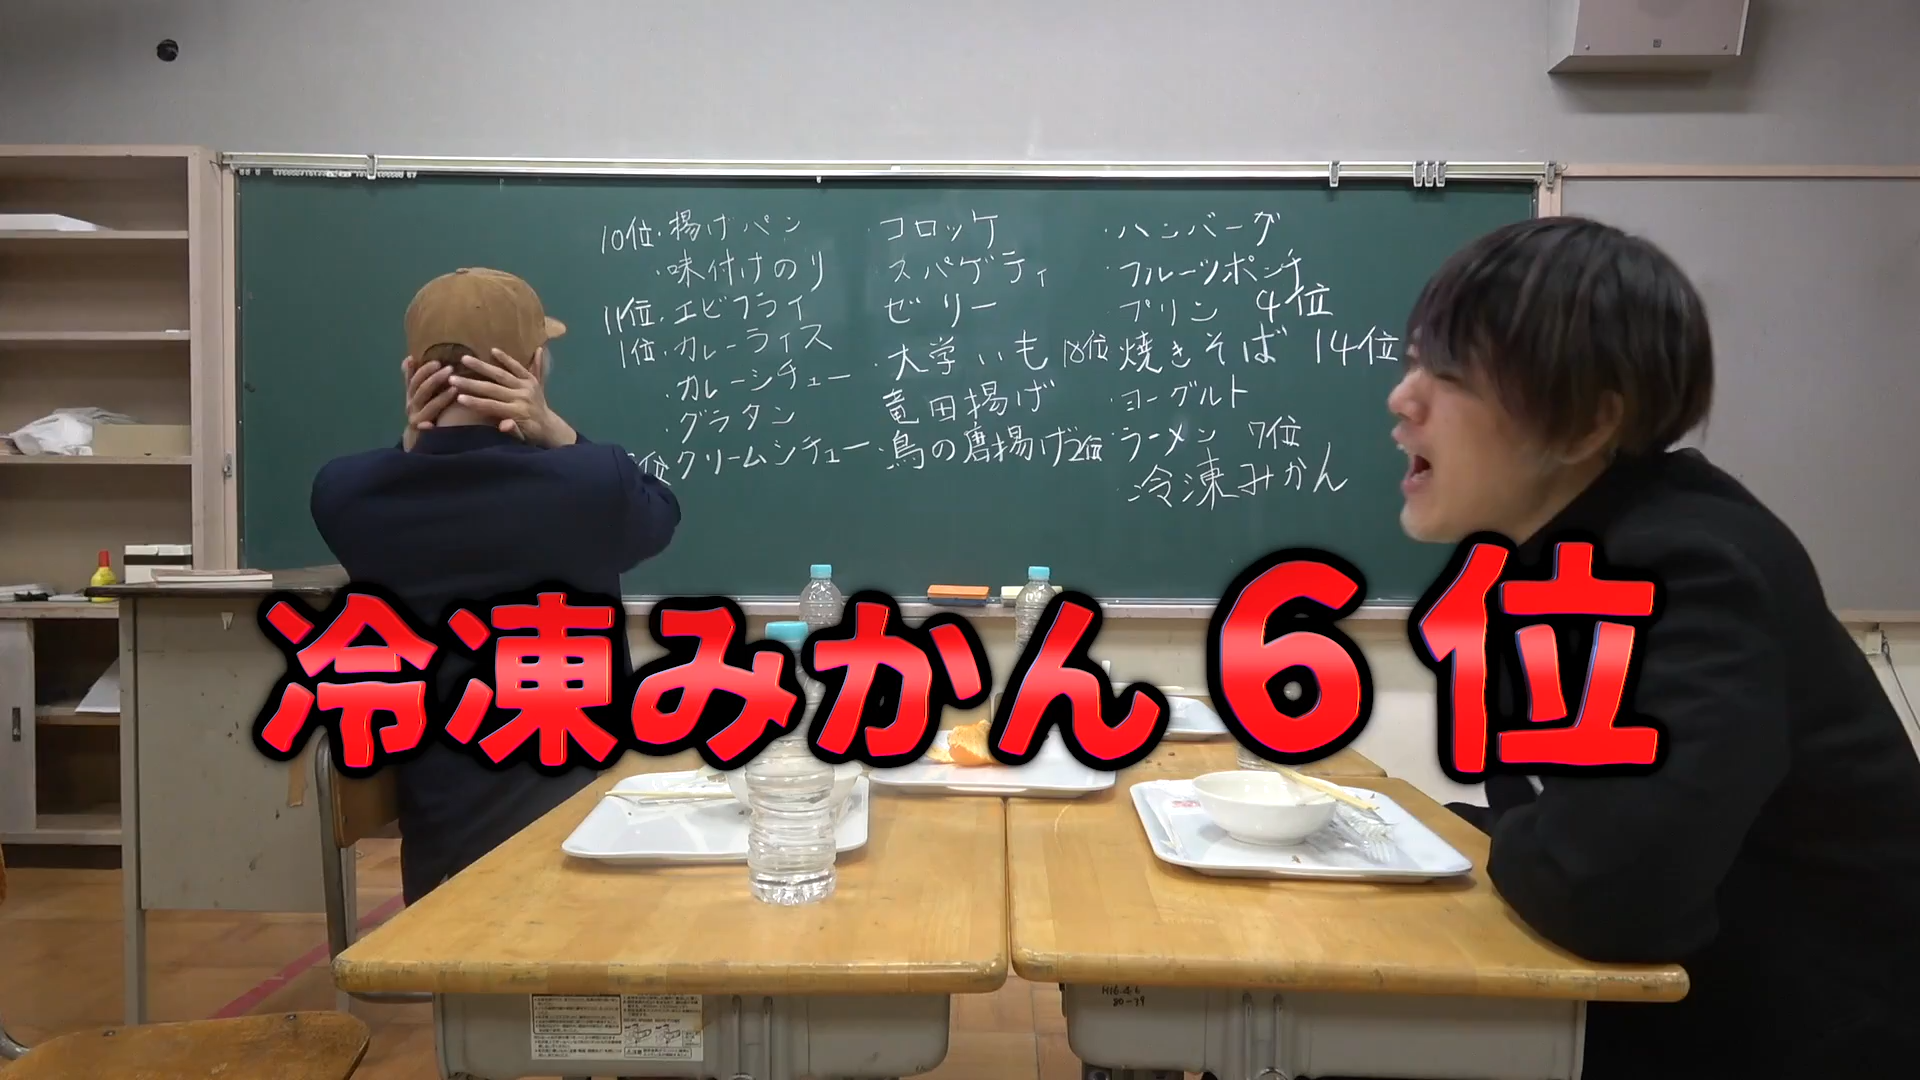 10位・揚げパン
・味付けのり
11位・エビフライ
1位・カレーライス
・カレーシチュー
・グラタン
位クリームシチュー
・コロッケ
スパゲティ
ゼリー
・大学いも 18位
竜田揚げ
・鳥の唐揚げ 2位
・ハンバーグ
・フルーツポンチ
・プリン 4位
焼きそば 14位
・ヨーグルト
・ラーメン 7位
・冷凍みかん
冷凍みかん6位
H16.4.6
80-39